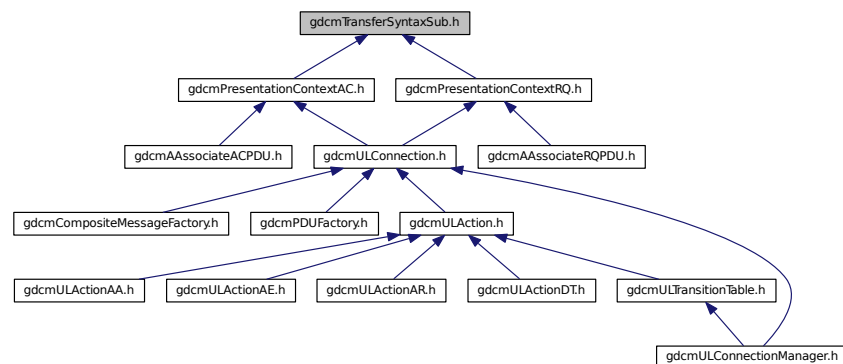 gdcmTransferSyntaxSub.h
gdcmPresentationContextAC.h
gdcmPresentationContextRQ.h
gdcmAAssociateACPDU.h
gdcmULConnection.h
gdcmAAssociateRQPDU.h
gdcmCompositeMessageFactory.h
gdcmPDUFactory.h
gdcmULAction.h
gdcmULActionAA.h
gdcmULActionAE.h
gdcmULActionAR.h
gdcmULActionDT.h
gdcmULTransitionTable.h
gdcmULConnectionManager.h